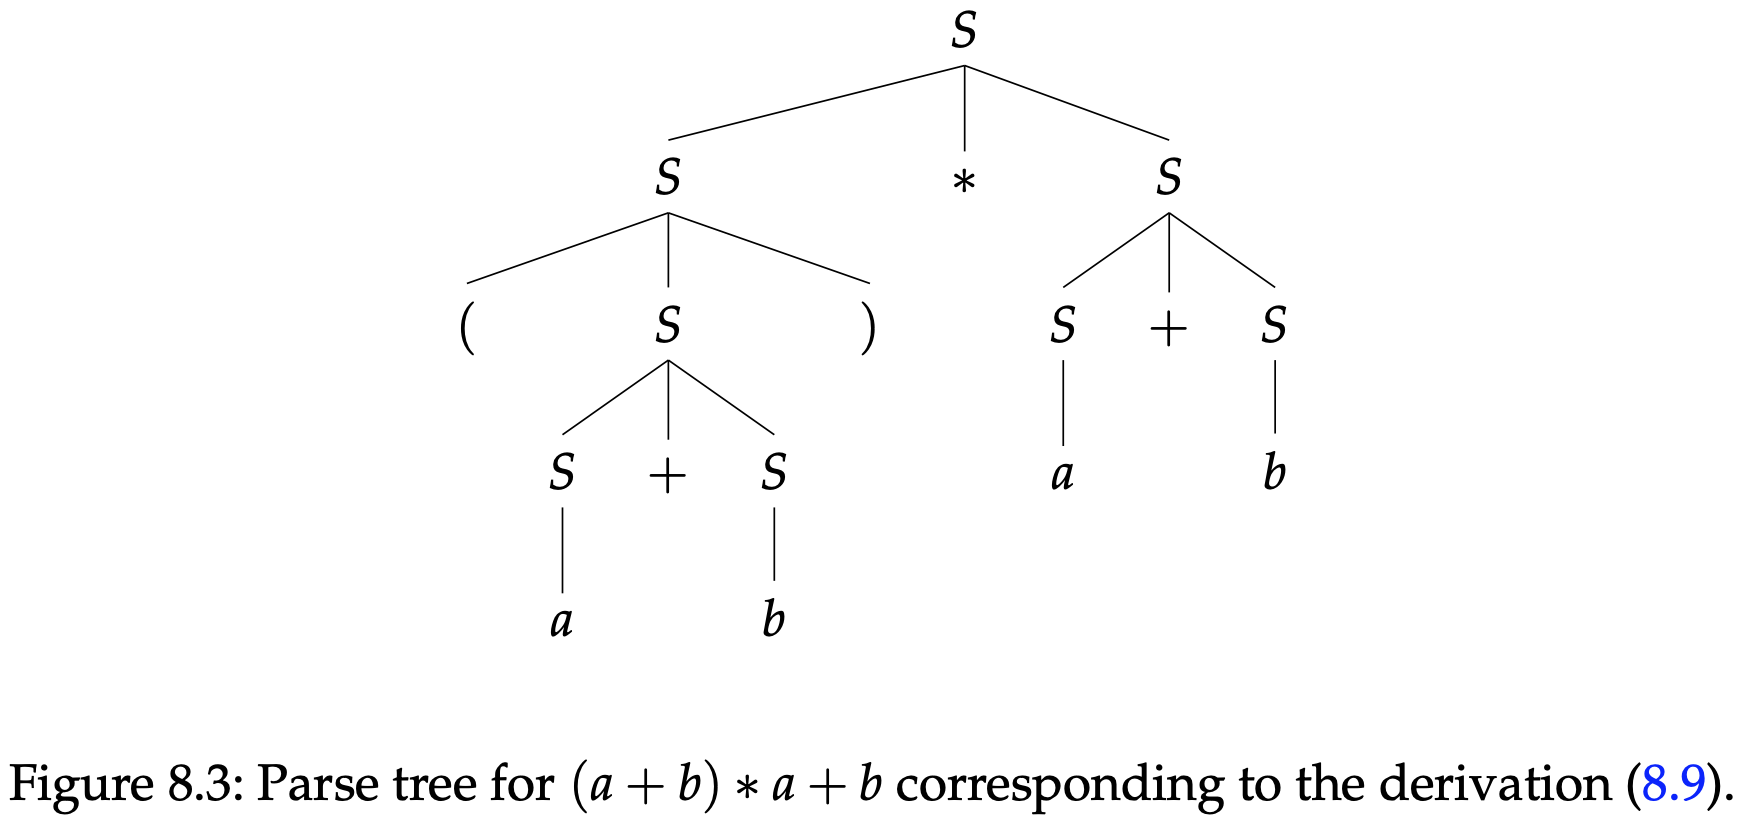 S
S * S
( S ) S + S
S + S a b
a b
Figure 8.3: Parse tree for (a + b) ∗ a + b corresponding to the derivation (8.9).